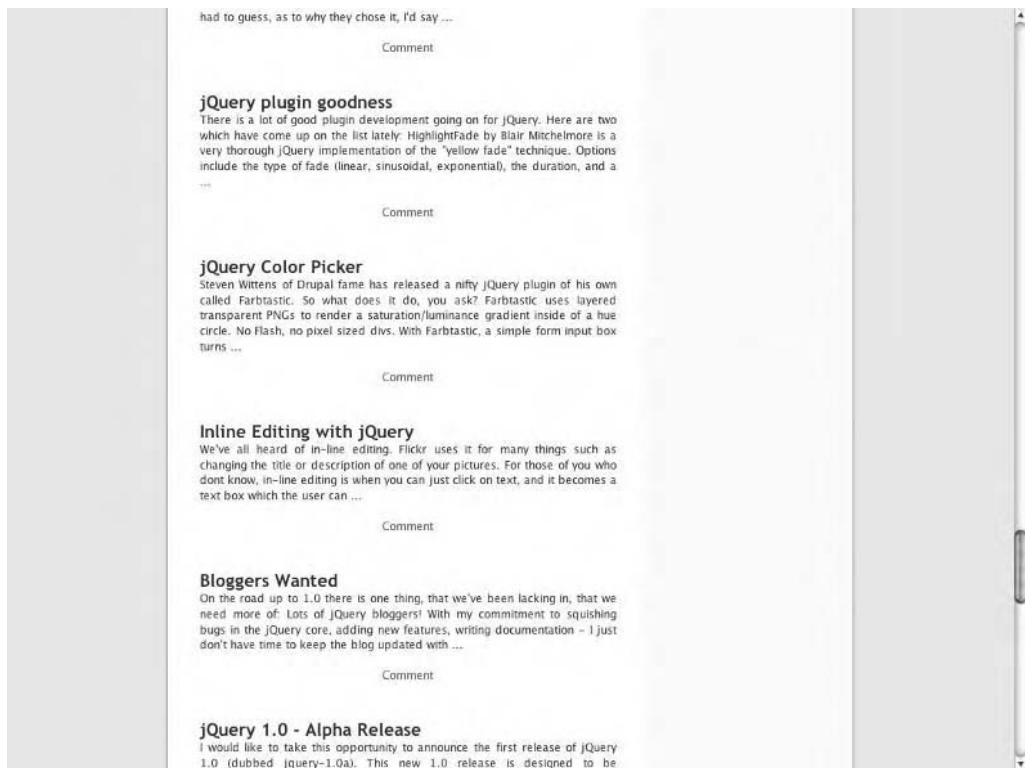 had to guess, as to why they chose it, I'd say ...
Comment
jQuery plugin goodness
There is a lot of good plugin development going on for jQuery. Here are two
which have come up on the list lately: HighlightFade by Blair Mitchelmore is a
very thorough jQuery implementation of the "yellow fade" technique. Options
include the type of fade (linear, sinusoidal, exponential), the duration, and a
...
Comment
jQuery Color Picker
Steven Wittens of Drupal fame has released a nifty jQuery plugin of his own
called Farbtastic. So what does it do, you ask? Farbtastic uses layered
transparent PNGs to render a saturation/luminance gradient inside of a hue
circle. No Flash, no pixel sized divs. With Farbtastic, a simple form input box
turns ...
Comment
Inline Editing with jQuery
We've all heard of in-line editing. Flickr uses it for many things such as
changing the title or description of one of your pictures. For those of you who
dont know, in-line editing is when you can just click on text, and it becomes a
text box which the user can ...
Comment
Bloggers Wanted
On the road up to 1.0 there is one thing, that we've been lacking in, that we
need more of: Lots of jQuery bloggers! With my commitment to squishing
bugs in the jQuery core, adding new features, writing documentation - I just
don't have time to keep the blog updated with ...
Comment
jQuery 1.0 - Alpha Release
I would like to take this opportunity to announce the first release of jQuery
1.0 (dubbed jquery-1.0a). This new 1.0 release is designed to be